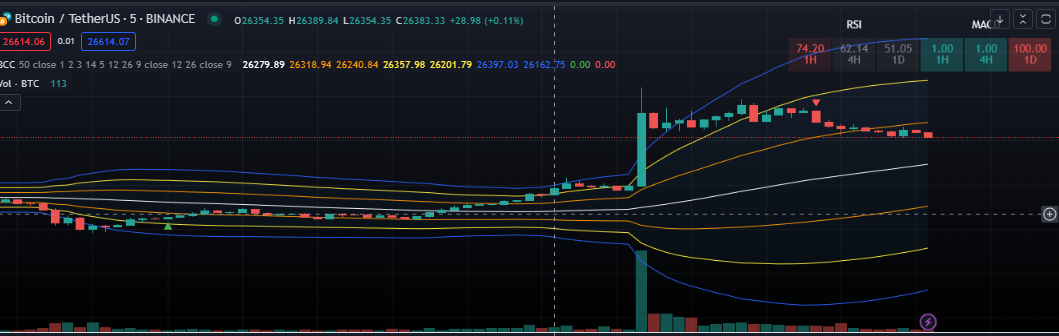 Bitcoin / TetherUS · 5 · BINANCE O26354.35 H26389.84 L26354.35 C26383.33 +28.98 (+0.11%)
RSI MACD
26614.06 0.01 26614.07
74.20 62.14 51.05 1.00 1.00 100.00
1H 4H 1D 1H 4H 1D
BCC 50 close 1 2 3 14 5 12 26 9 close 12 26 close 9 26279.89 26318.94 26240.84 26357.98 26201.79 26397.03 26162.75 0.00 0.00
Vol · BTC 113